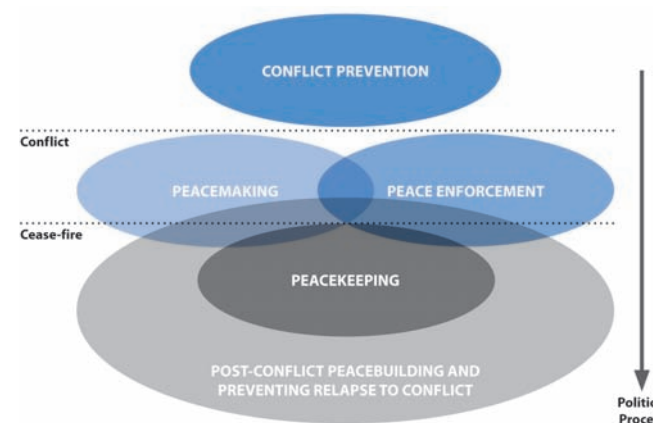 CONFLICT PREVENTION
Conflict
PEACEMAKING
PEACE ENFORCEMENT
Cease-fire
PEACEKEEPING
POST-CONFLICT PEACEBUILDING AND
PREVENTING RELAPSE TO CONFLICT